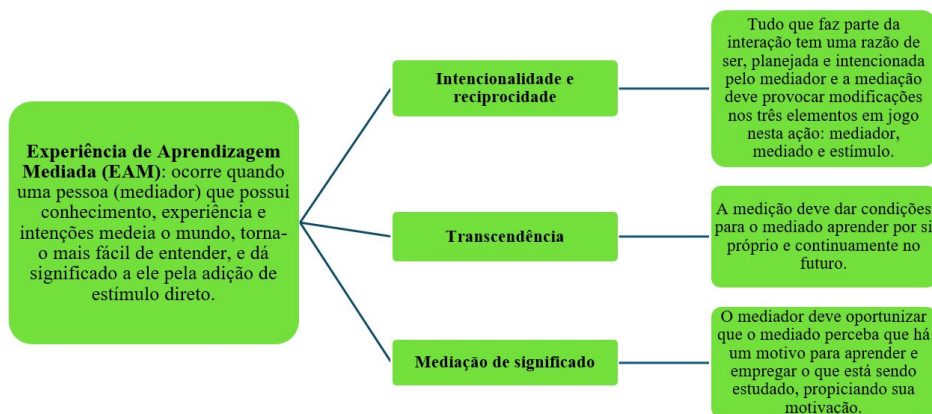 Experiência de Aprendizagem
Mediada (EAM): ocorre quando
uma pessoa (mediador) que possui
conhecimento, experiência e
intenções medeia o mundo, torna-
o mais fácil de entender, e dá
significado a ele pela adição de
estímulo direto.
Intencionalidade e
reciprocidade
Tudo que faz parte da
interação tem uma razão de
ser, planejada e intencionada
pelo mediador e a mediação
deve provocar modificações
nos três elementos em jogo
nesta ação: mediador,
mediado e estímulo.
Transcendência
A medição deve dar condições
para o mediado aprender por si
próprio e continuamente no
futuro.
Mediação de significado
O mediador deve oportunizar
que o mediado perceba que há
um motivo para aprender e
empregar o que está sendo
estudado, propiciando sua
motivação.